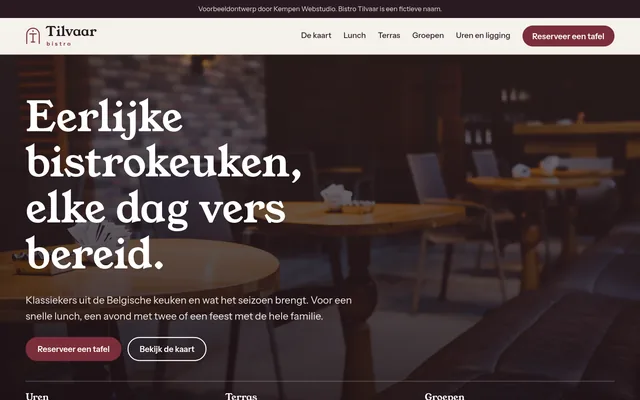 Voorbeeldontwerp door Kempen Webstudio. Bistro Tilvaar is een fictieve naam.
Tilvaar
bistro
De kaart
Lunch
Terras
Groepen
Uren en ligging
Reserveer een tafel
Eerlijke
bistrokeuken,
elke dag vers
bereid.
Klassiekers uit de Belgische keuken en wat het seizoen brengt. Voor een
snelle lunch, een avond met twee of een feest met de hele familie.
Reserveer een tafel
Bekijk de kaart
Uren
Terras
Groepen